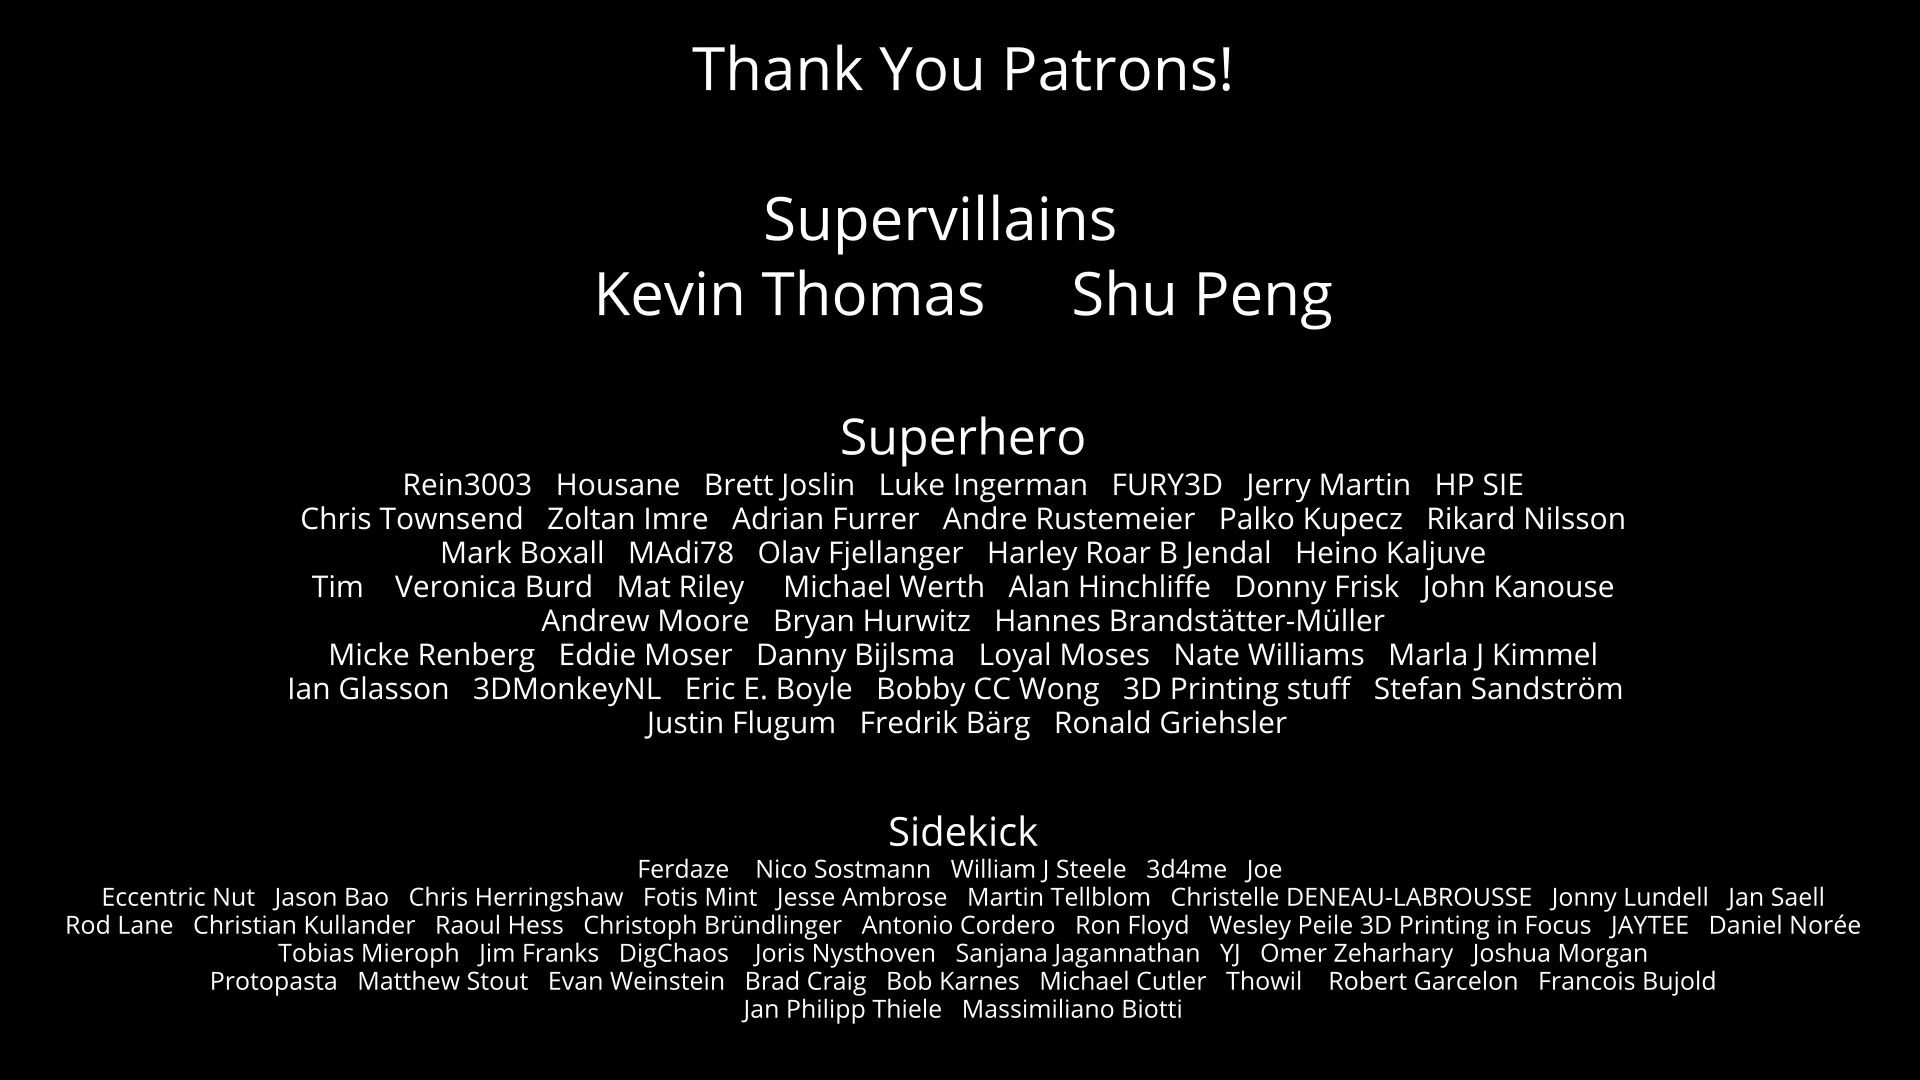 Thank You Patrons!
Supervillains
Kevin Thomas Shu Peng
Superhero
Rein3003 Housane Brett Joslin Luke Ingerman FURY3D Jerry Martin HP SIE
Chris Townsend Zoltan Imre Adrian Furrer Andre Rustemeier Palko Kupecz Rikard Nilsson
Mark Boxall MAdi78 Olav Fjellanger Harley Roar B Jendal Heino Kaljuve
Tim Veronica Burd Mat Riley Michael Werth Alan Hinchliffe Donny Frisk John Kanouse
Andrew Moore Bryan Hurwitz Hannes Brandstätter-Müller
Micke Renberg Eddie Moser Danny Bijlsma Loyal Moses Nate Williams Marla J Kimmel
Ian Glasson 3DMonkeyNL Eric E. Boyle Bobby CC Wong 3D Printing stuff Stefan Sandström
Justin Flugum Fredrik Bärg Ronald Griehsler
Sidekick
Ferdaze Nico Sostmann William J Steele 3d4me Joe
Eccentric Nut Jason Bao Chris Herringshaw Fotis Mint Jesse Ambrose Martin Tellblom Christelle DENEAU-LABROUSSE Jonny Lundell Jan Saell
Rod Lane Christian Kullander Raoul Hess Christoph Bründlinger Antonio Cordero Ron Floyd Wesley Peile 3D Printing in Focus JAYTEE Daniel Norée
Tobias Mieroph Jim Franks DigChaos Joris Nysthoven Sanjana Jagannathan YJ Omer Zeharhary Joshua Morgan
Protopasta Matthew Stout Evan Weinstein Brad Craig Bob Karnes Michael Cutler Thowil Robert Garcelon Francois Bujold
Jan Philipp Thiele Massimiliano Biotti